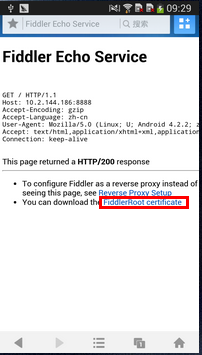 09:29
Fiddler Echo Service
搜索
Fiddler Echo Service
GET / HTTP/1.1
Host: 10.2.144.186:8888
Accept-Encoding: gzip
Accept-Language: zh-cn
User-Agent: Mozilla/5.0 (Linux; U; Android 4.2.2; z
Accept: text/html,application/xhtml+xml,application
Connection: keep-alive
This page returned a HTTP/200 response
• To configure Fiddler as a reverse proxy instead of
seeing this page, see Reverse Proxy Setup
• You can download the FiddlerRoot certificate